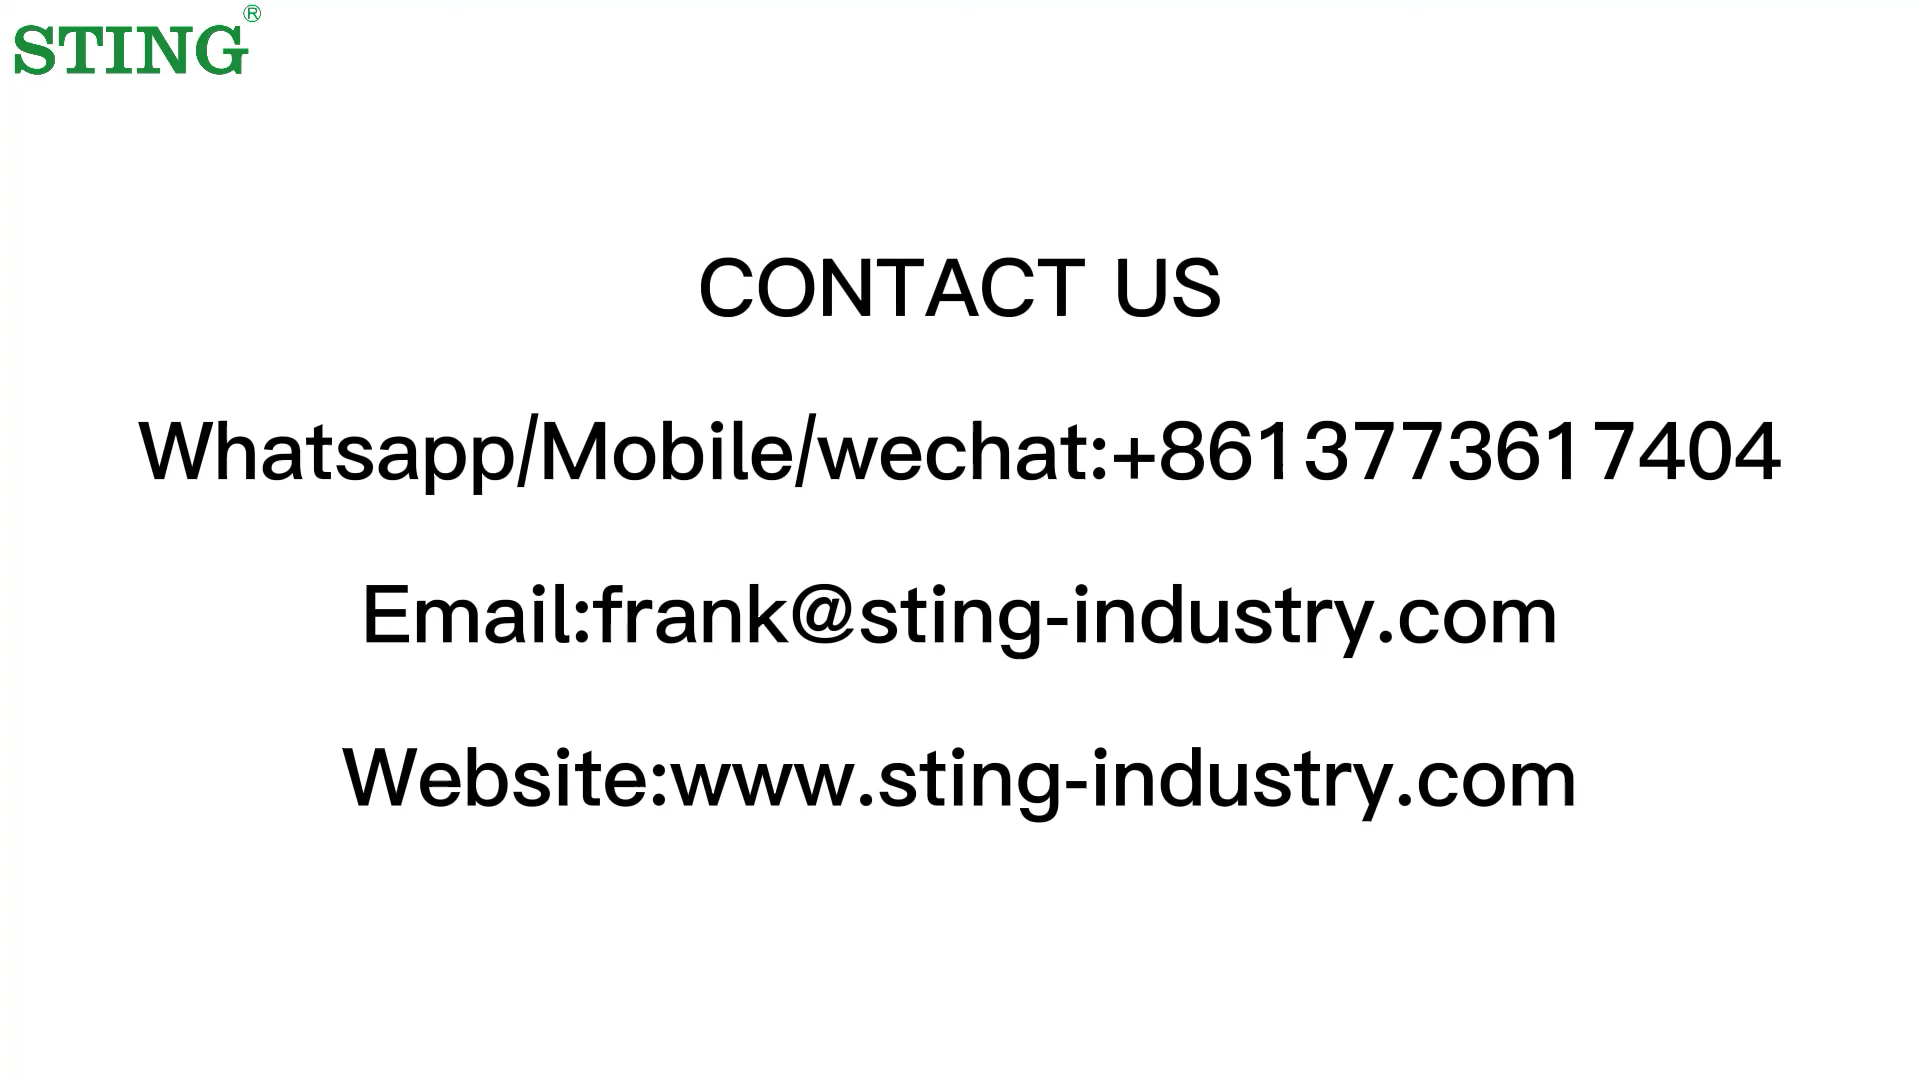 STING®
CONTACT US
Whatsapp/Mobile/wechat:+8613773617404
Email:frank@sting-industry.com
Website:www.sting-industry.com